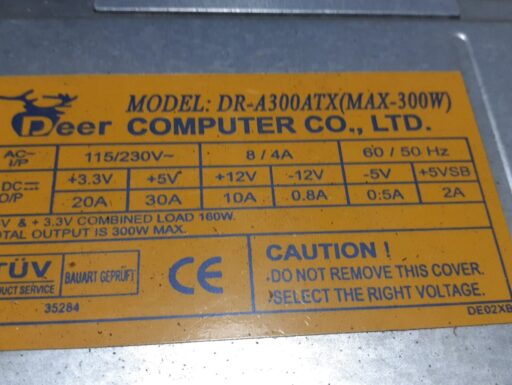 MODEL: DR-A300ATX(MAX-300W)
Deer COMPUTER CO., LTD.
AC~ I/P 115/230V~ 8 / 4A 60 / 50 Hz
DC +3.3V +5V +12V -12V -5V +5VSB
O/P 20A 30A 10A 0.8A 0.5A 2A
V & + 3.3V COMBINED LOAD 160W.
TOTAL OUTPUT IS 300W MAX.
TÜV
PRODUCT SERVICE
BAUART GEPRÜFT
35284
CE
CAUTION !
.DO NOT REMOVE THIS COVER.
.SELECT THE RIGHT VOLTAGE.
DE02XB